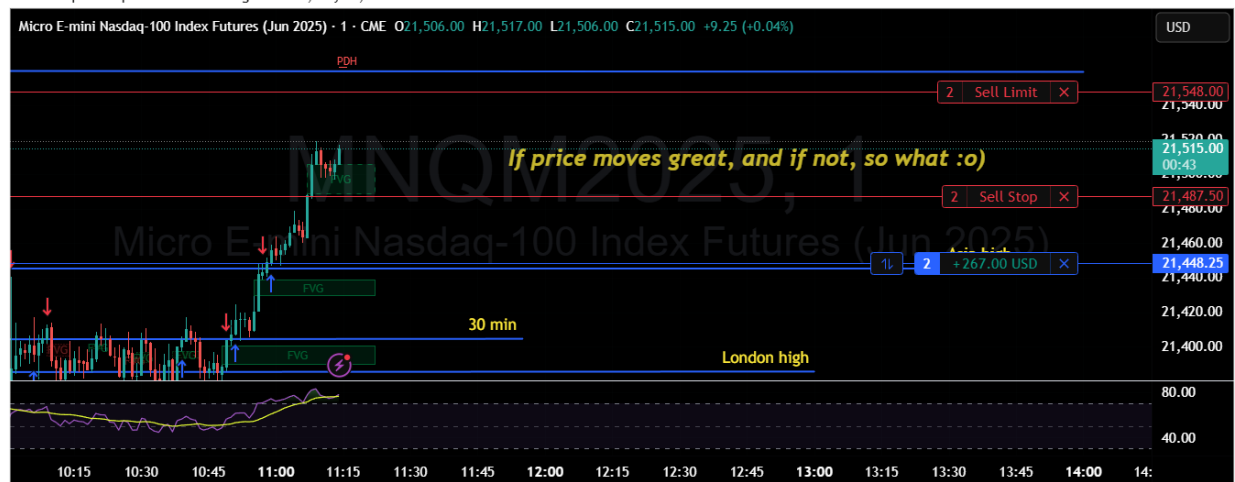 Micro E-mini Nasdaq-100 Index Futures (Jun 2025) · 1 · CME O21,506.00 H21,517.00 L21,506.00 C21,515.00 +9.25 (+0.04%)
USD
PDH
2 Sell Limit ×
21,548.00
21,540.00
MNQM2025, 1
If price moves great, and if not, so what :o)
21,520.00
21,515.00
00:43
FVG
2 Sell Stop ×
21,487.50
21,480.00
Micro E-mini Nasdaq-100 Index Futures (Jun 2025)
21,460.00
Asia high
2 +267.00 USD ×
21,448.25
21,440.00
FVG
30 min
21,420.00
FVG
FVG
FVG
21,400.00
London high
80.00
40.00
10:15 10:30 10:45 11:00 11:15 11:30 11:45 12:00 12:15 12:30 12:45 13:00 13:15 13:30 13:45 14:00 14: